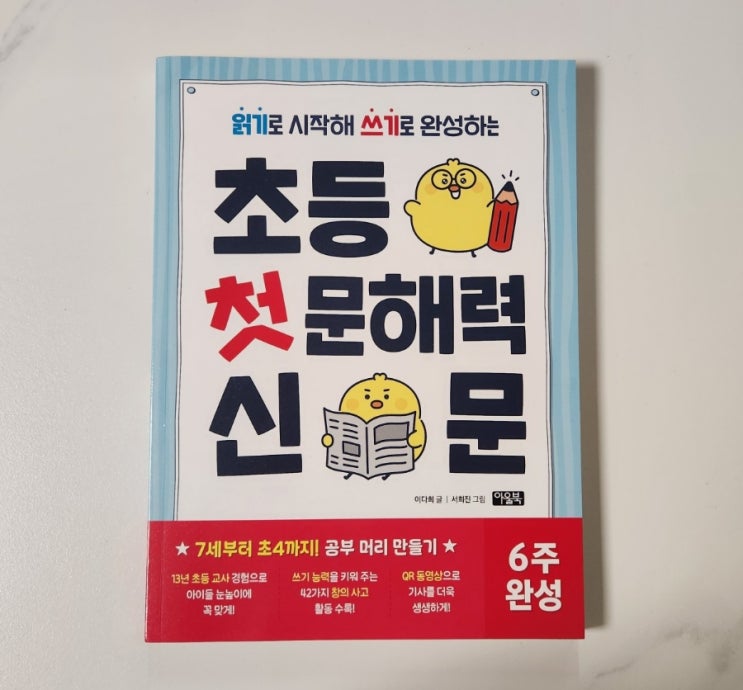 읽기로 시작해 쓰기로 완성하는
초등
첫 문해력
신문
이다희 글 | 서희진 그림 아울북
★ 7세부터 초4까지! 공부 머리 만들기 ★
13년 초등 교사 경험으로
아이들 눈높이에
꼭 맞게!
쓰기 능력을 키워 주는
42가지 창의 사고
활동 수록!
QR 동영상으로
기사를 더욱
생생하게!
6주
완성